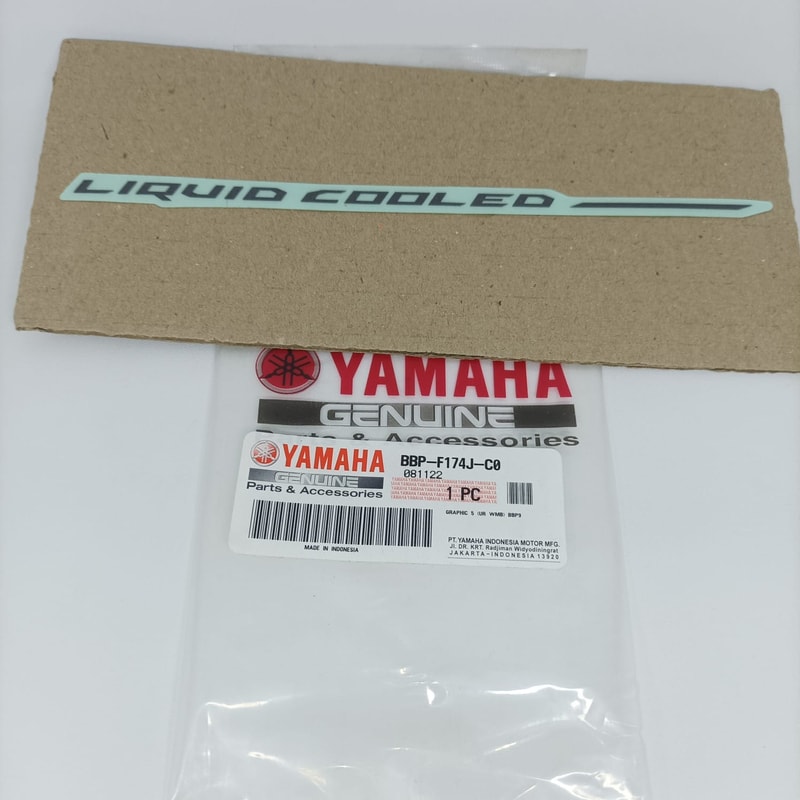 LIQUID COOLED
YAMAHA
GENUINE
Parts & Accessories
YAMAHA
GENUINE
Parts & Accessories
BBP-F174J-C0
081122
1 PC
GRAPHIC 5 (UR WMB) BBP3
MADE IN INDONESIA
PT. YAMAHA INDONESIA MOTOR MFG.
Jl. DR. KRT. Radjiman Widyodiningrat
JAKARTA-INDONESIA 13920